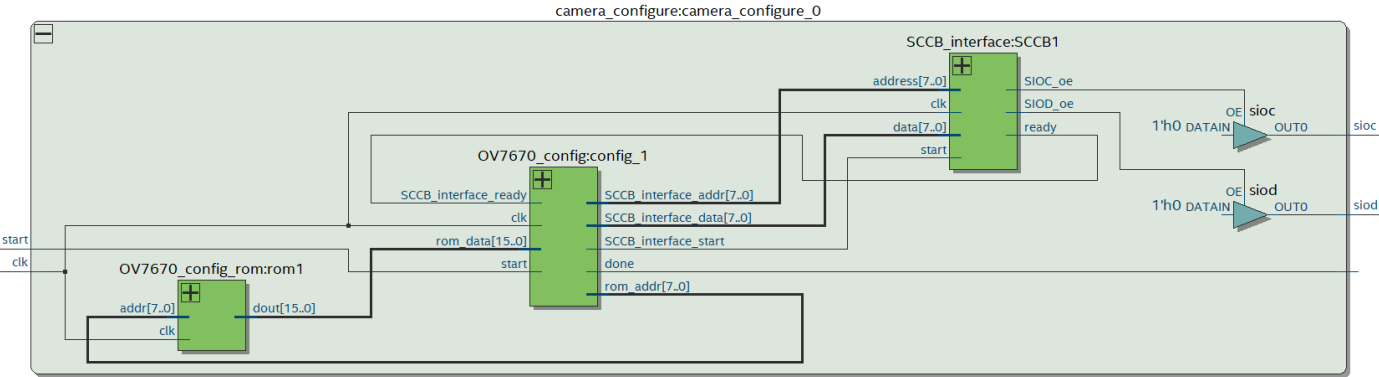 camera_configure:camera_configure_0
SCCB_interface:SCCB1
address[7..0]
clk
data[7..0]
start
SIOC_oe
SIOD_oe
ready
OE
sioc
1'h0
DATAIN
OUT0
sioc
OE
siod
1'h0
DATAIN
OUT0
siod
OV7670_config:config_1
SCCB_interface_ready
clk
rom_data[15..0]
start
SCCB_interface_addr[7..0]
SCCB_interface_data[7..0]
SCCB_interface_start
done
rom_addr[7..0]
start
clk
OV7670_config_rom:rom1
addr[7..0]
clk
dout[15..0]